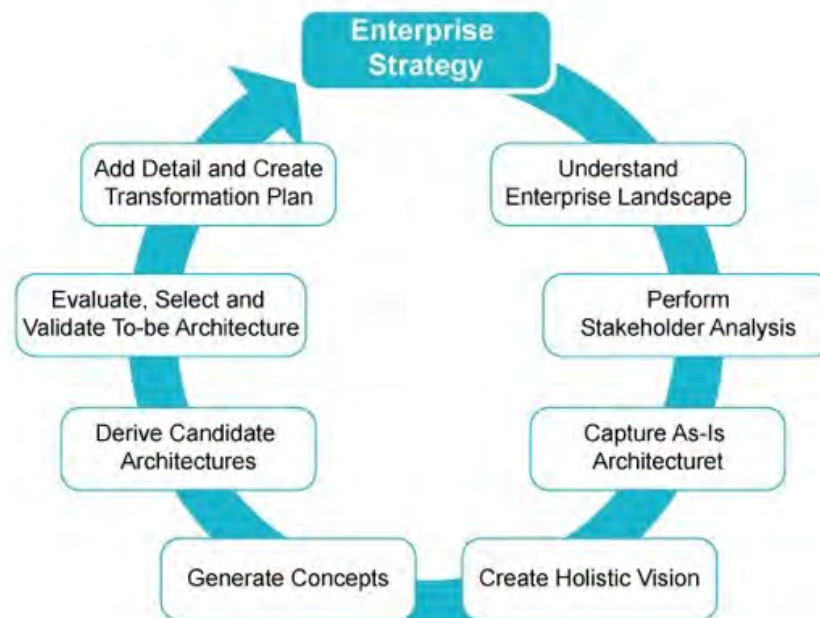 Enterprise
Strategy
Understand
Enterprise Landscape
Perform
Stakeholder Analysis
Capture As-Is
Architecturet
Create Holistic Vision
Generate Concepts
Derive Candidate
Architectures
Evaluate, Select and
Validate To-be Architecture
Add Detail and Create
Transformation Plan